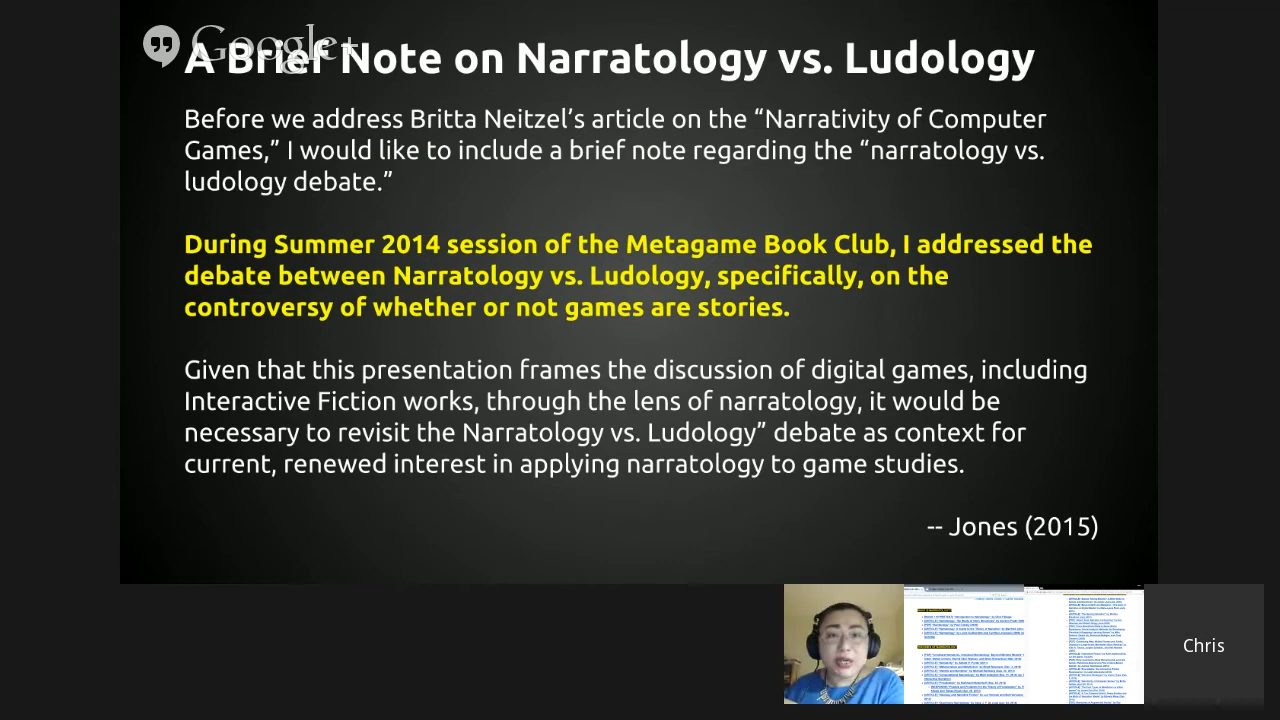 Google+
A Brief Note on Narratology vs. Ludology
Before we address Britta Neitzel’s article on the “Narrativity of Computer
Games,” I would like to include a brief note regarding the “narratology vs.
ludology debate.”
During Summer 2014 session of the Metagame Book Club, I addressed the
debate between Narratology vs. Ludology, specifically, on the
controversy of whether or not games are stories.
Given that this presentation frames the discussion of digital games, including
Interactive Fiction works, through the lens of narratology, it would be
necessary to revisit the Narratology vs. Ludology” debate as context for
current, renewed interest in applying narratology to game studies.
-- Jones (2015)
Chris